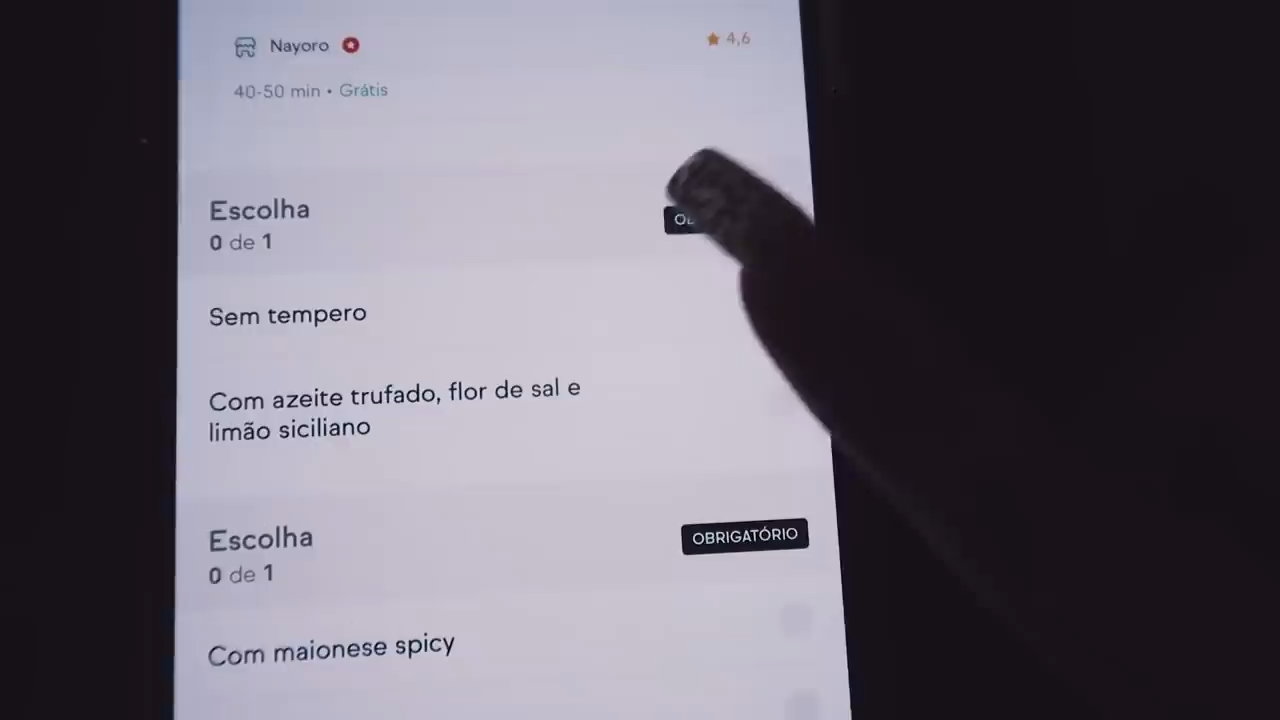 Nayoro
4,6
40-50 min • Grátis
Escolha
0 de 1
Sem tempero
Com azeite trufado, flor de sal e
limão siciliano
Escolha
OBRIGATÓRIO
0 de 1
Com maionese spicy